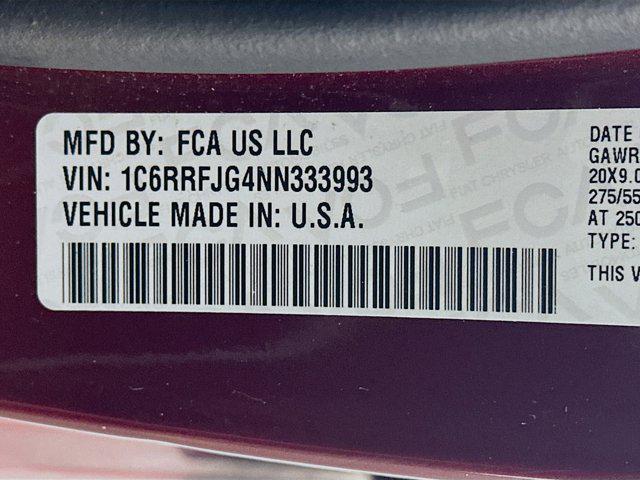 MFD BY: FCA US LLC
VIN: 1C6RRFJG4NN333993
VEHICLE MADE IN: U.S.A.
DATE
GAWR
20X9.0
275/55
AT 250
TYPE:
THIS V